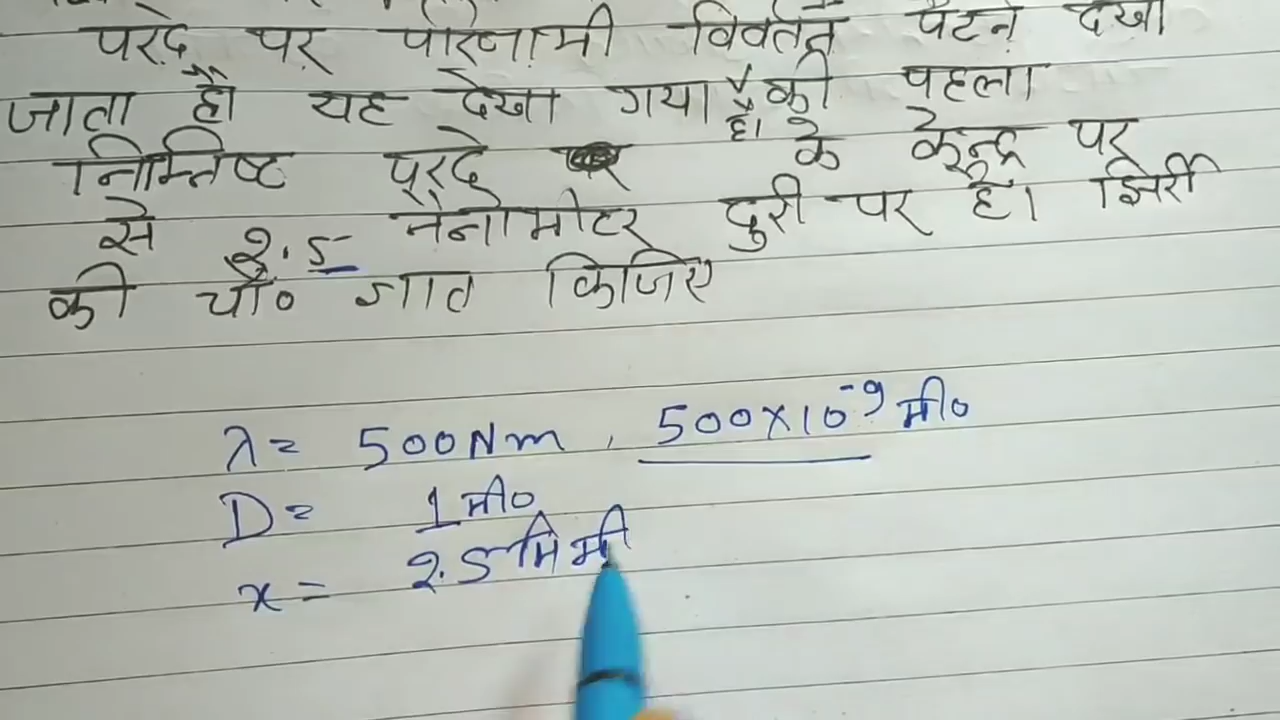 परदे पर परिणामी विवर्तन पैटर्न देखा
जाता है। यह देखा गया है। की पहला
निम्निष्ट परदे के केन्द्र पर
से 2.5 नैनोमीटर दुरी पर है। झिर्री
की चौ० ज्ञात किजिए
λ= 500Nm , 500×10⁻⁹ मी०
D= 1 मी०
x= 2.5 मिमी